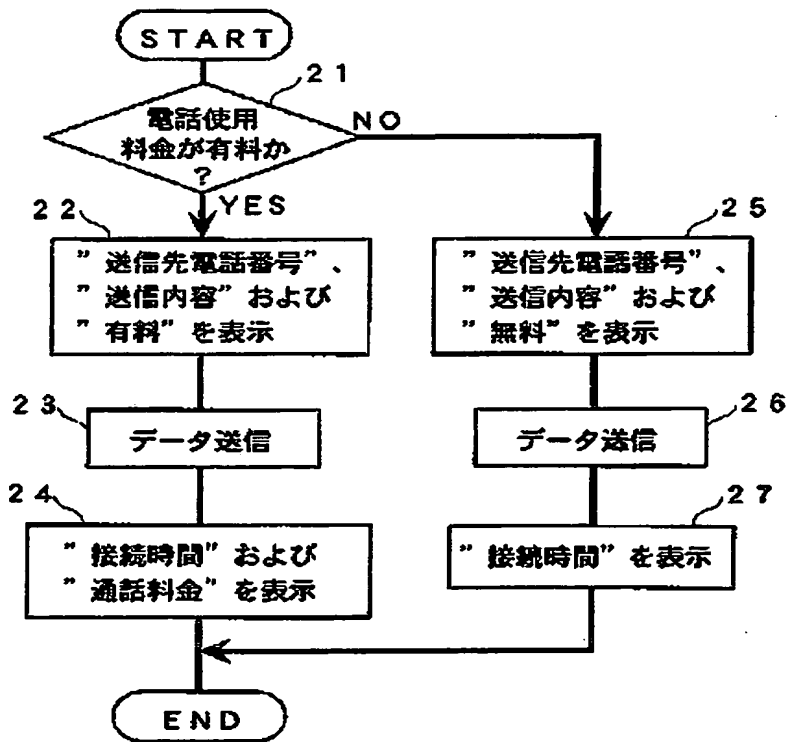 START
21
電話使用
料金が有料か
?
NO
YES
22
”送信先電話番号”、
”送信内容”および
”有料”を表示
23
データ送信
24
”接続時間”および
”通話料金”を表示
25
”送信先電話番号”、
”送信内容”および
”無料”を表示
26
データ送信
27
”接続時間”を表示
END